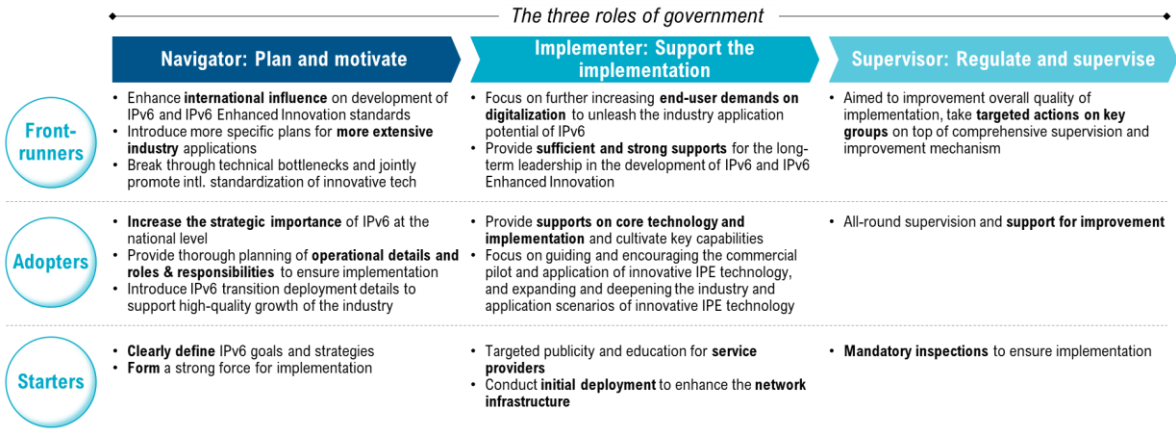 The three roles of government
Navigator: Plan and motivate
Implementer: Support the
implementation
Supervisor: Regulate and supervise
Front-
runners
• Enhance international influence on development of
IPv6 and IPv6 Enhanced Innovation standards
• Introduce more specific plans for more extensive
industry applications
• Break through technical bottlenecks and jointly
promote intl. standardization of innovative tech
• Focus on further increasing end-user demands on
digitalization to unleash the industry application
potential of IPv6
• Provide sufficient and strong supports for the long-
term leadership in the development of IPv6 and IPv6
Enhanced Innovation
• Aimed to improvement overall quality of
implementation, take targeted actions on key
groups on top of comprehensive supervision and
improvement mechanism
Adopters
• Increase the strategic importance of IPv6 at the
national level
• Provide thorough planning of operational details and
roles & responsibilities to ensure implementation
• Introduce IPv6 transition deployment details to
support high-quality growth of the industry
• Provide supports on core technology and
implementation and cultivate key capabilities
• Focus on guiding and encouraging the commercial
pilot and application of innovative IPE technology,
and expanding and deepening the industry and
application scenarios of innovative IPE technology
• All-round supervision and support for improvement
Starters
• Clearly define IPv6 goals and strategies
• Form a strong force for implementation
• Targeted publicity and education for service
providers
• Conduct initial deployment to enhance the network
infrastructure
• Mandatory inspections to ensure implementation